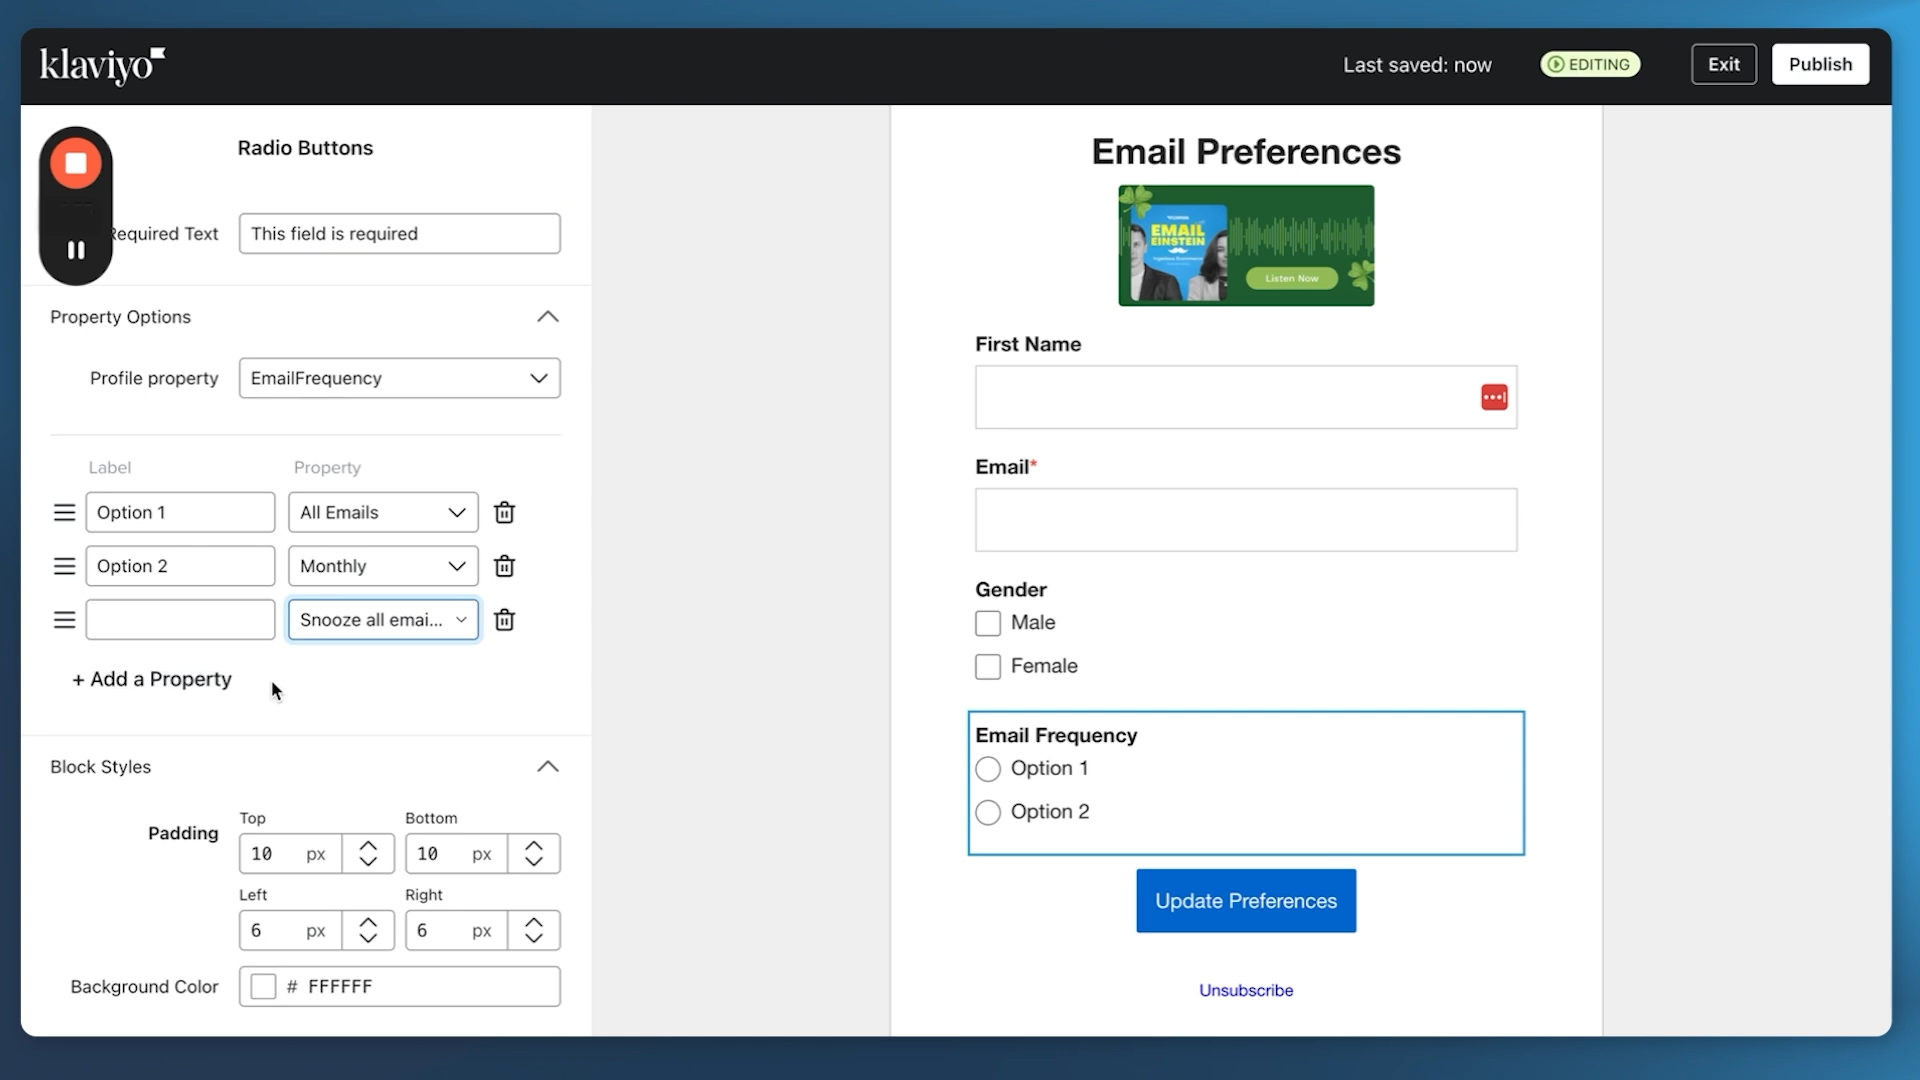 klaviyo
Last saved: now
EDITING
Exit
Publish
Radio Buttons
Required Text
This field is required
Property Options
Profile property
EmailFrequency
Label
Property
Option 1
All Emails
Option 2
Monthly
Snooze all emai...
+ Add a Property
Block Styles
Padding
Top
Bottom
10 px
10 px
Left
Right
6 px
6 px
Background Color
# FFFFFF
Email Preferences
EMAIL
EINSTEIN
Listen Now
First Name
Email*
Gender
Male
Female
Email Frequency
Option 1
Option 2
Update Preferences
Unsubscribe